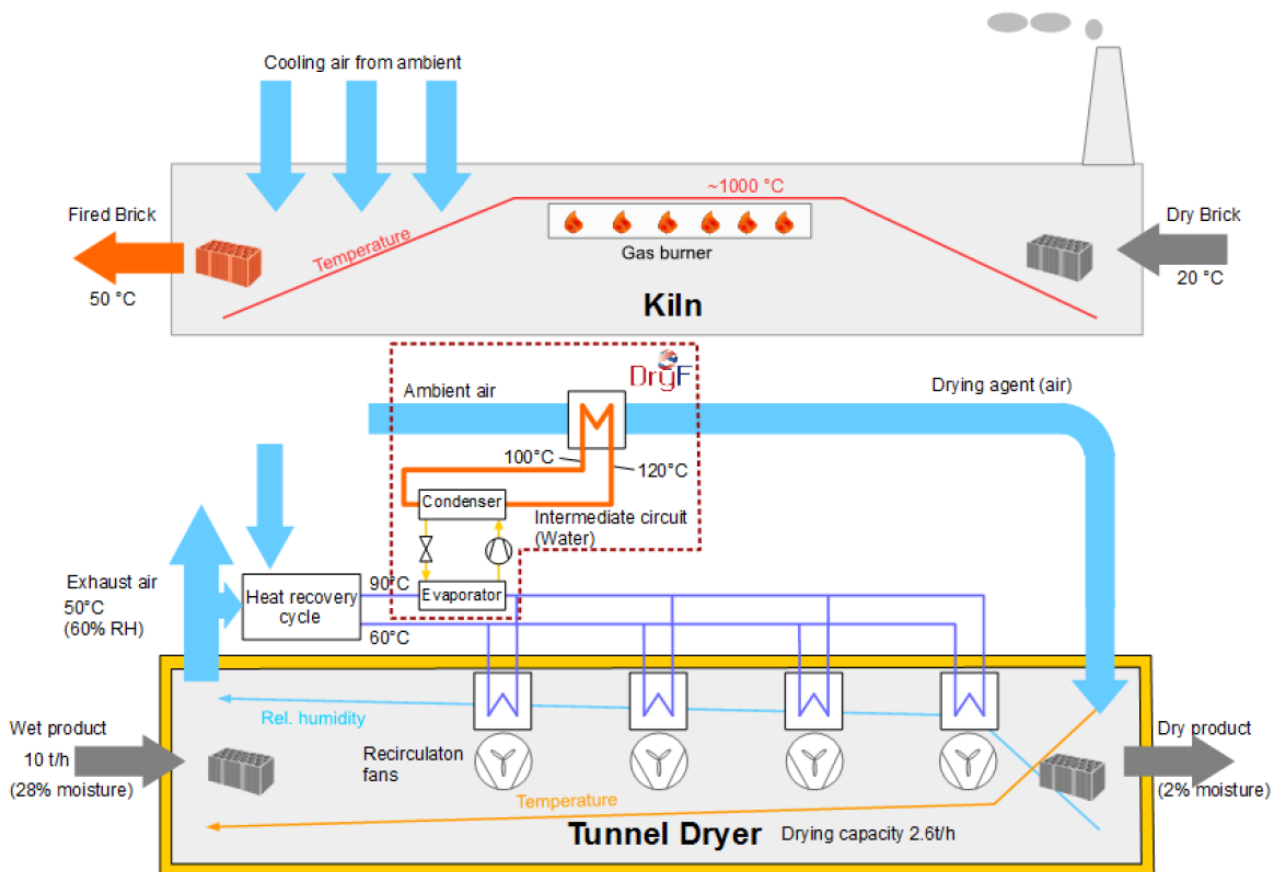 Cooling air from ambient
~1000 °C
Fired Brick
Temperature
Gas burner
Dry Brick
50 °C
Kiln
20 °C
DryF
Ambient air
Drying agent (air)
100°C
120°C
Condenser
Intermediate circuit
(Water)
Exhaust air
50°C
(60% RH)
Heat recovery
cycle
90°C
Evaporator
60°C
Rel. humidity
Wet product
10 t/h
(28% moisture)
Recirculaton
fans
Dry product
(2% moisture)
Temperature
Tunnel Dryer
Drying capacity 2.6t/h